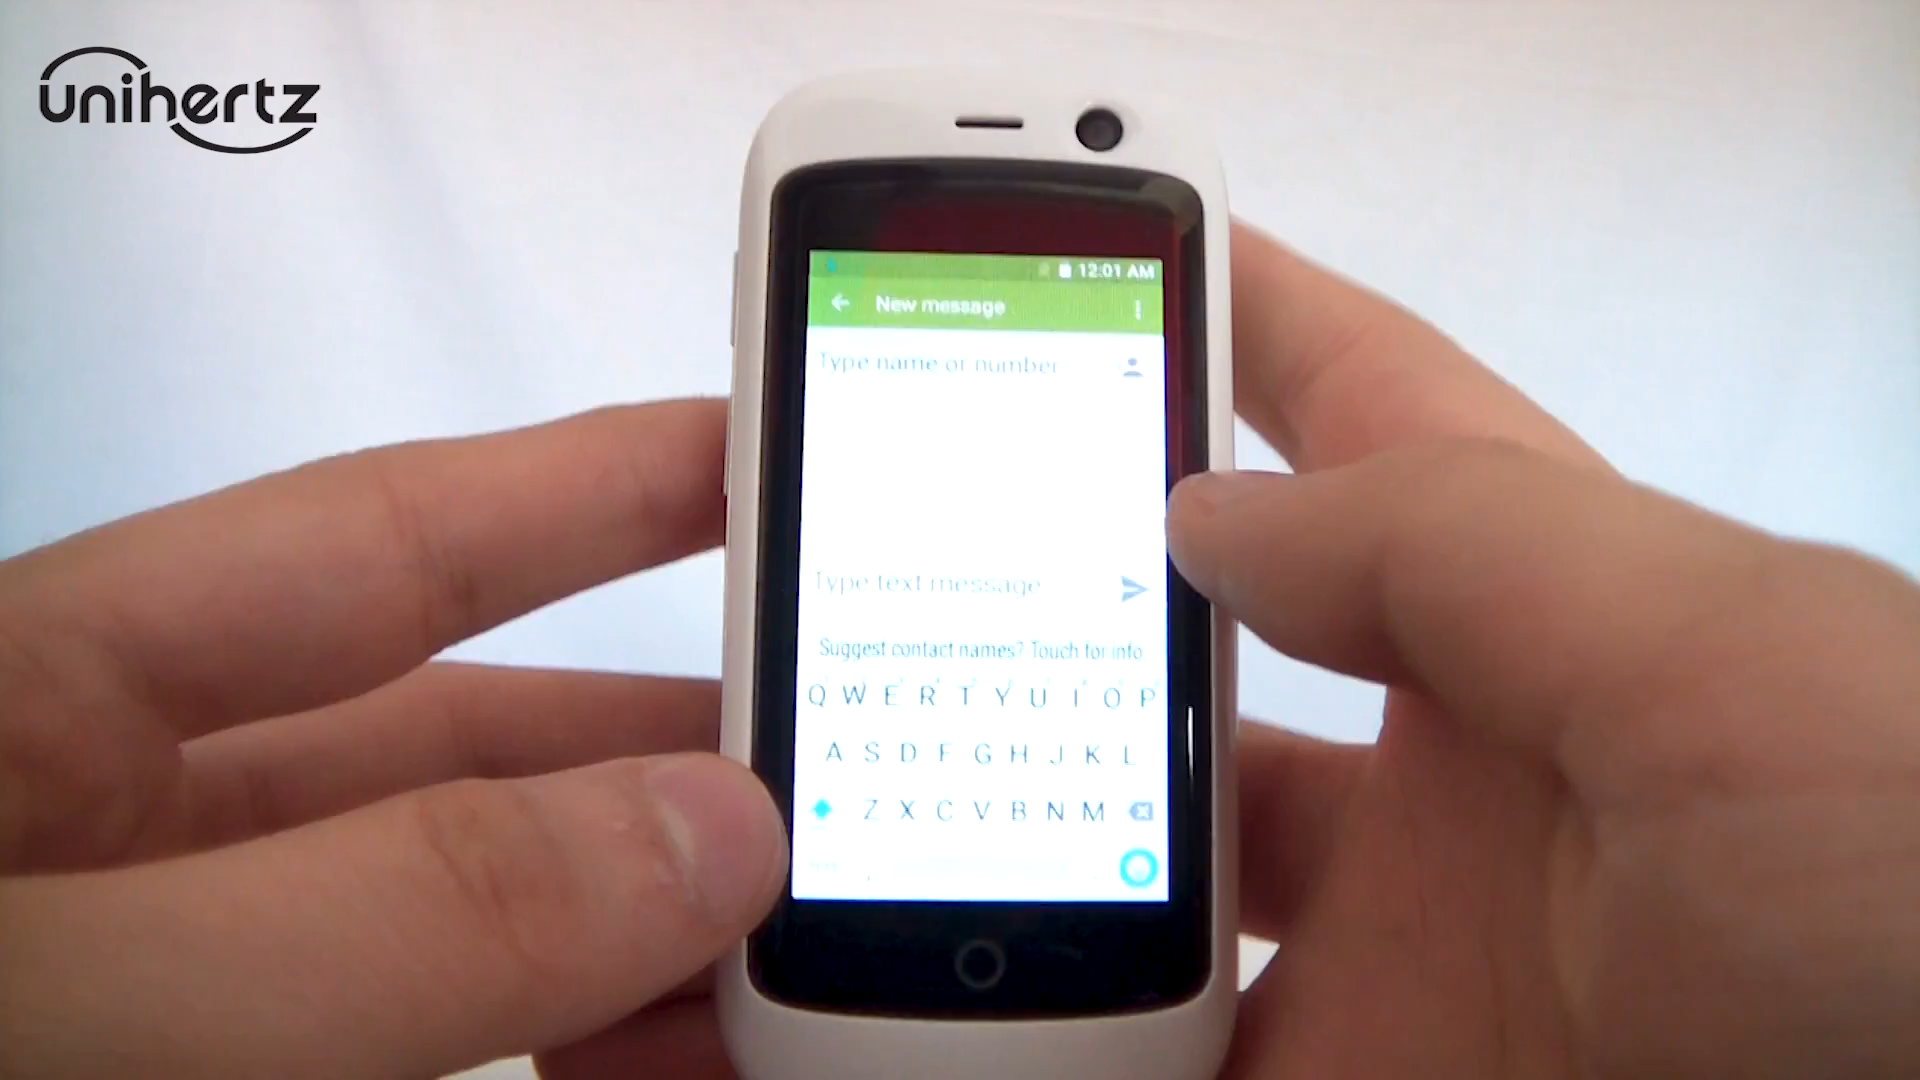 unihertz
12:01 AM
New message
Type name or number
Type text message
Suggest contact names? Touch for info
Q W E R T Y U I O P
A S D F G H J K L
Z X C V B N M